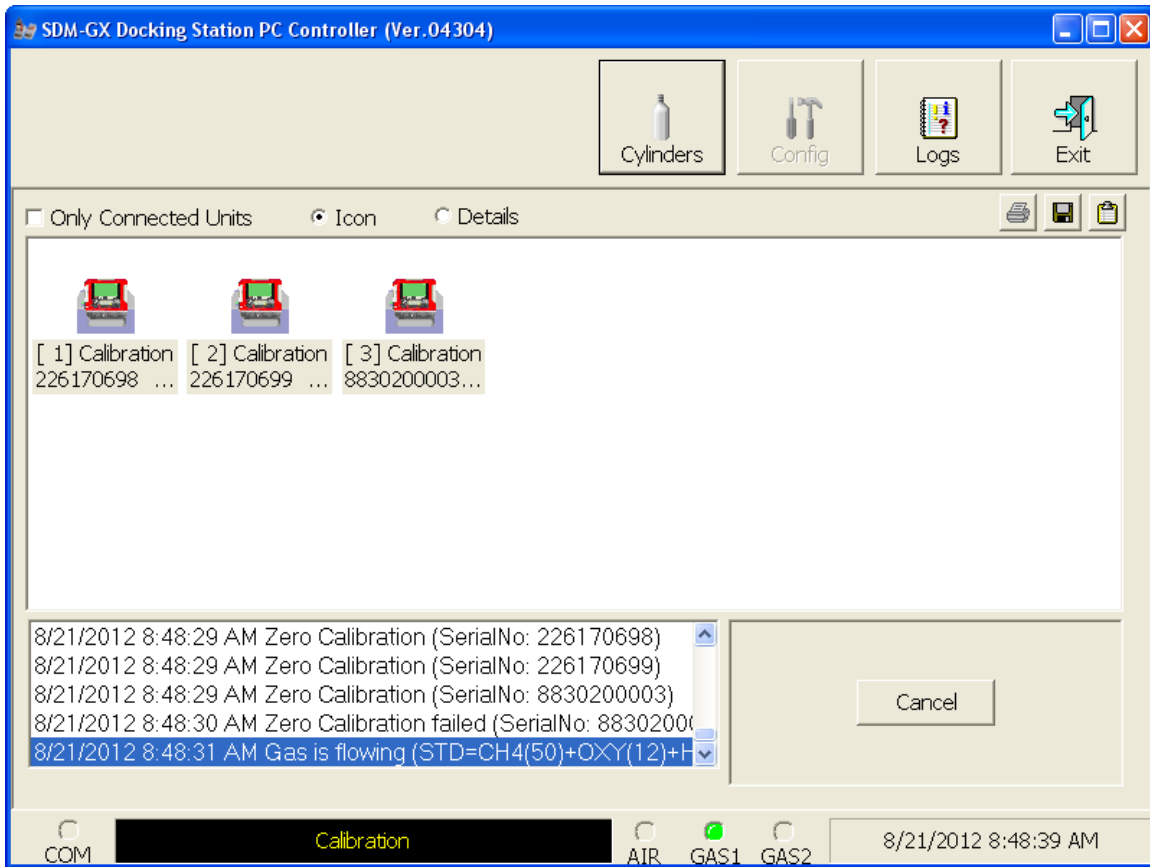 SDM-GX Docking Station PC Controller (Ver.04304)
Cylinders
Config
Logs
Exit
Only Connected Units
Icon
Details
[ 1] Calibration
226170698 ...
[ 2] Calibration
226170699 ...
[ 3] Calibration
8830200003...
8/21/2012 8:48:29 AM Zero Calibration (SerialNo: 226170698)
8/21/2012 8:48:29 AM Zero Calibration (SerialNo: 226170699)
8/21/2012 8:48:29 AM Zero Calibration (SerialNo: 8830200003)
8/21/2012 8:48:30 AM Zero Calibration failed (SerialNo: 8830200
8/21/2012 8:48:31 AM Gas is flowing (STD=CH4(50)+OXY(12)+H
Cancel
COM
Calibration
AIR
GAS1
GAS2
8/21/2012 8:48:39 AM